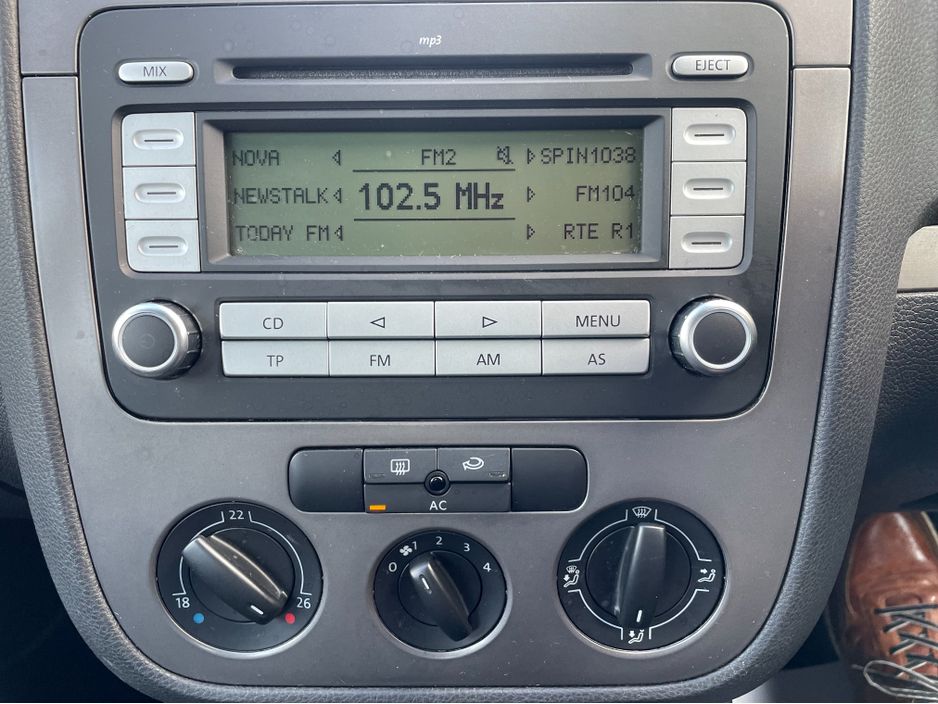 mp3
MIX
EJECT
NOVA FM2 SPIN1038
NEWSTALK 102.5 MHz FM104
TODAY FM RTE R1
CD MENU
TP FM AM AS
AC
22
18 26
0 1 2 3 4